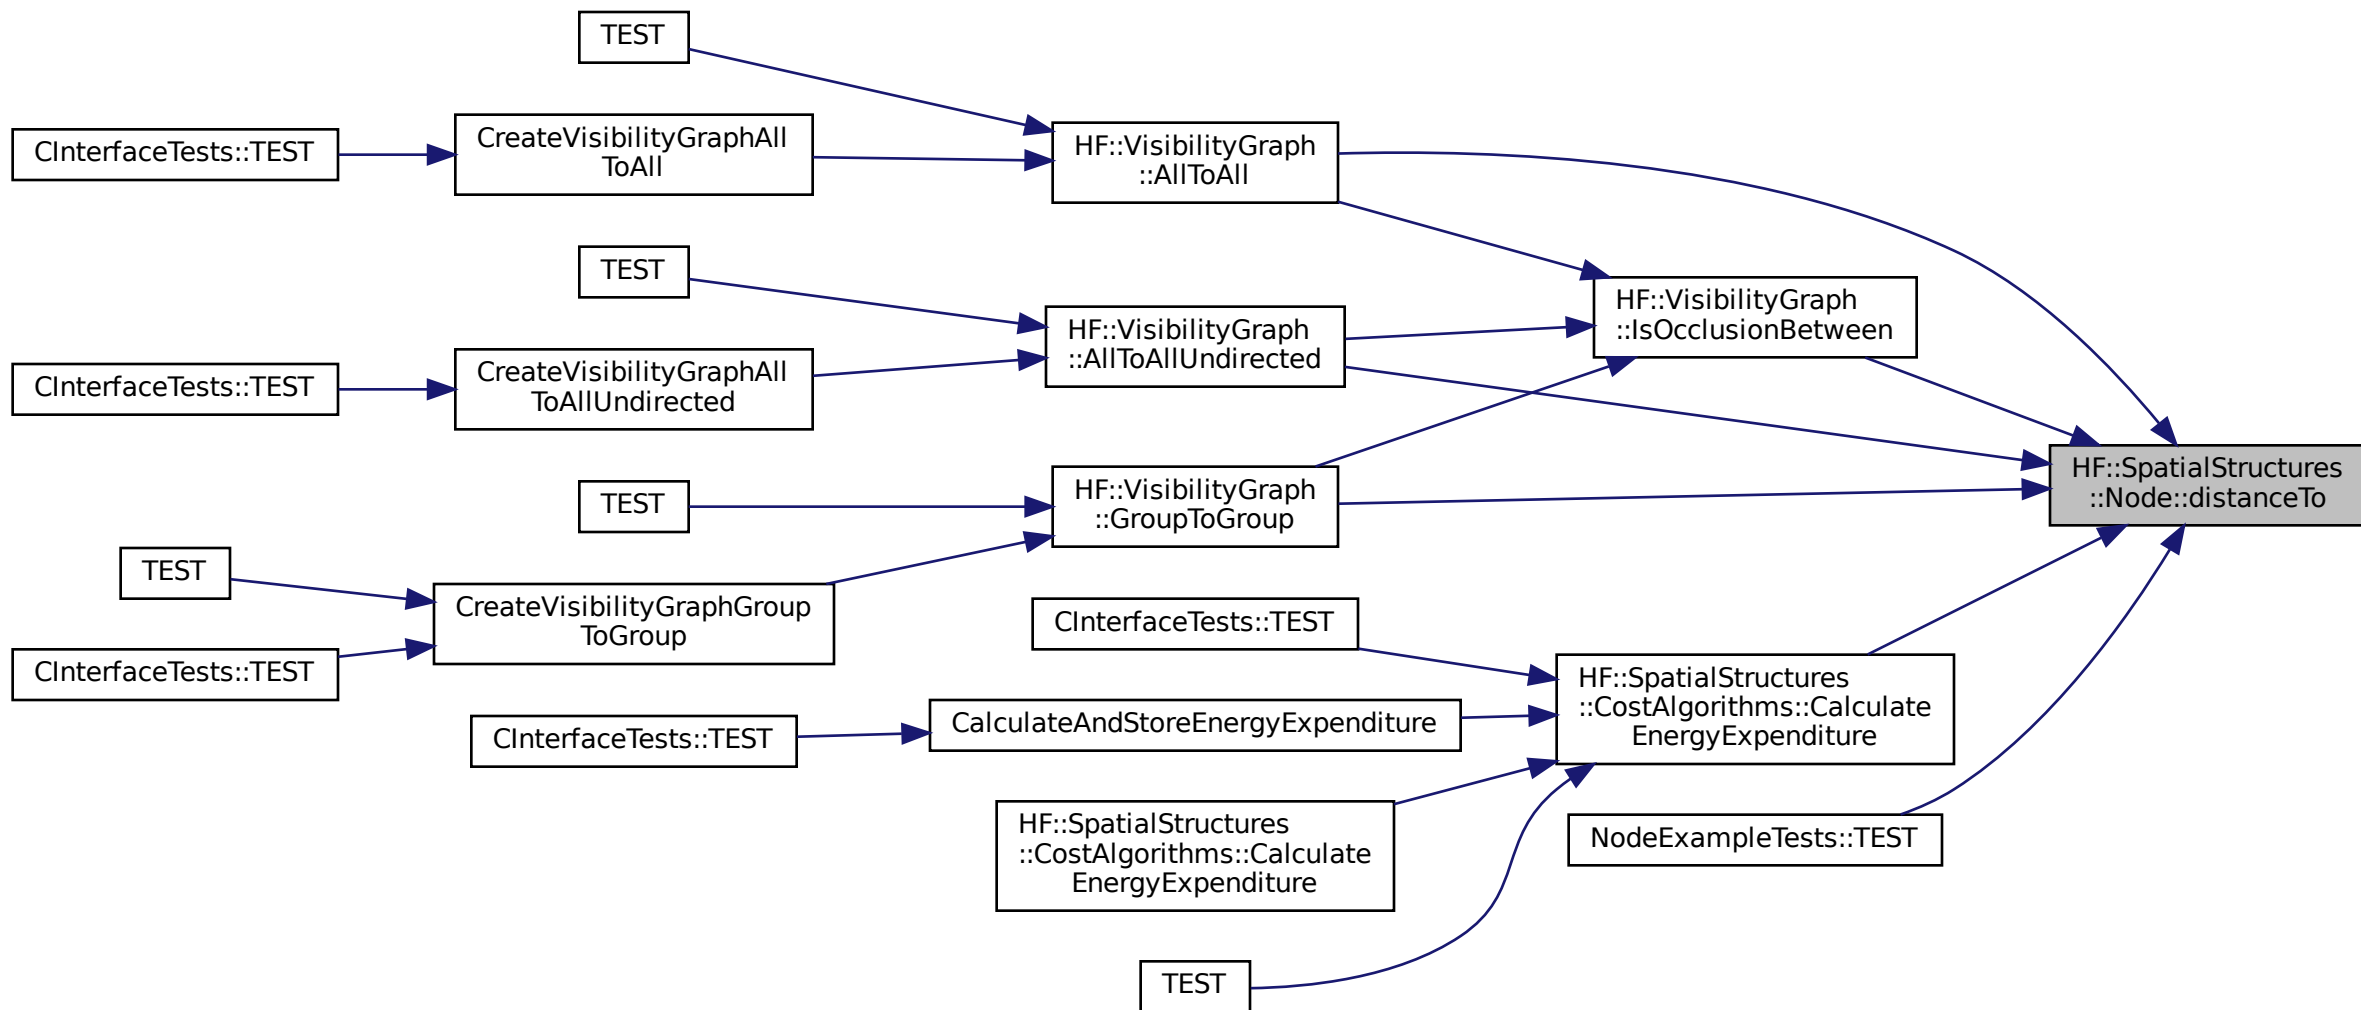 TEST
CInterfaceTests::TEST
CreateVisibilityGraphAll
ToAll
HF::VisibilityGraph
::AllToAll
TEST
HF::VisibilityGraph
::IsOcclusionBetween
HF::VisibilityGraph
::AllToAllUndirected
CInterfaceTests::TEST
CreateVisibilityGraphAll
ToAllUndirected
HF::SpatialStructures
::Node::distanceTo
TEST
HF::VisibilityGraph
::GroupToGroup
TEST
CreateVisibilityGraphGroup
ToGroup
CInterfaceTests::TEST
CInterfaceTests::TEST
HF::SpatialStructures
::CostAlgorithms::Calculate
EnergyExpenditure
CalculateAndStoreEnergyExpenditure
CInterfaceTests::TEST
HF::SpatialStructures
::CostAlgorithms::Calculate
EnergyExpenditure
NodeExampleTests::TEST
TEST